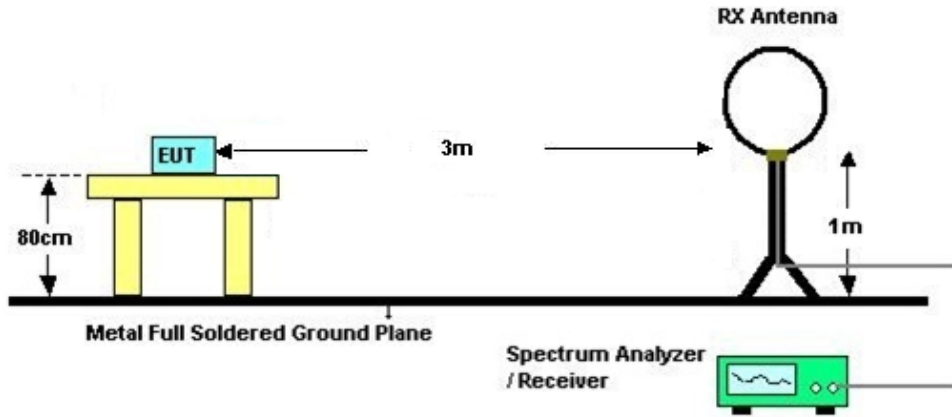 RX Antenna
EUT
3m
80cm
1m
Metal Full Soldered Ground Plane
Spectrum Analyzer
/ Receiver